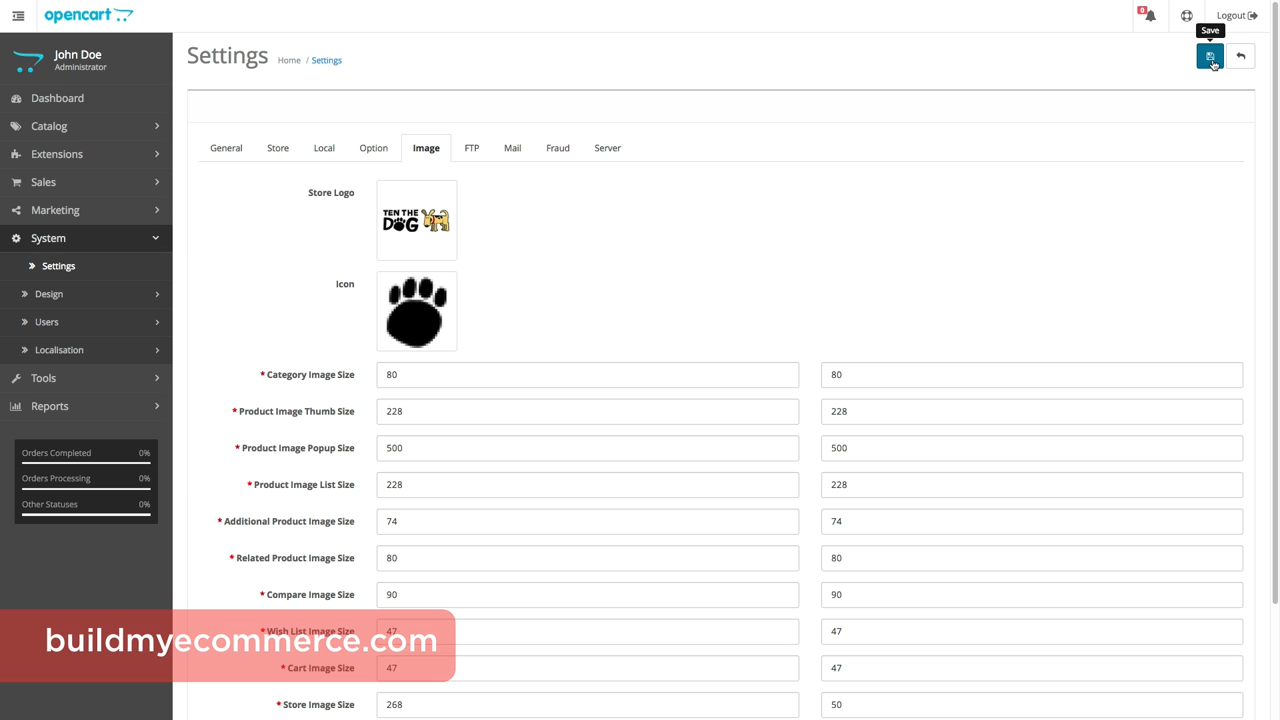 opencart
0
Logout
Save
John Doe
Administrator
Settings
Home / Settings
Dashboard
Catalog
Extensions
Sales
Marketing
System
Settings
Design
Users
Localisation
Tools
Reports
Orders Completed 0%
Orders Processing 0%
Other Statuses 0%
General Store Local Option Image FTP Mail Fraud Server
Store Logo
TEN THE
DOG
Icon
* Category Image Size 80 80
* Product Image Thumb Size 228 228
* Product Image Popup Size 500 500
* Product Image List Size 228 228
* Additional Product Image Size 74 74
* Related Product Image Size 80 80
* Compare Image Size 90 90
* Wish List Image Size 47 47
buildmyecommerce.com
* Cart Image Size 47 47
* Store Image Size 268 50